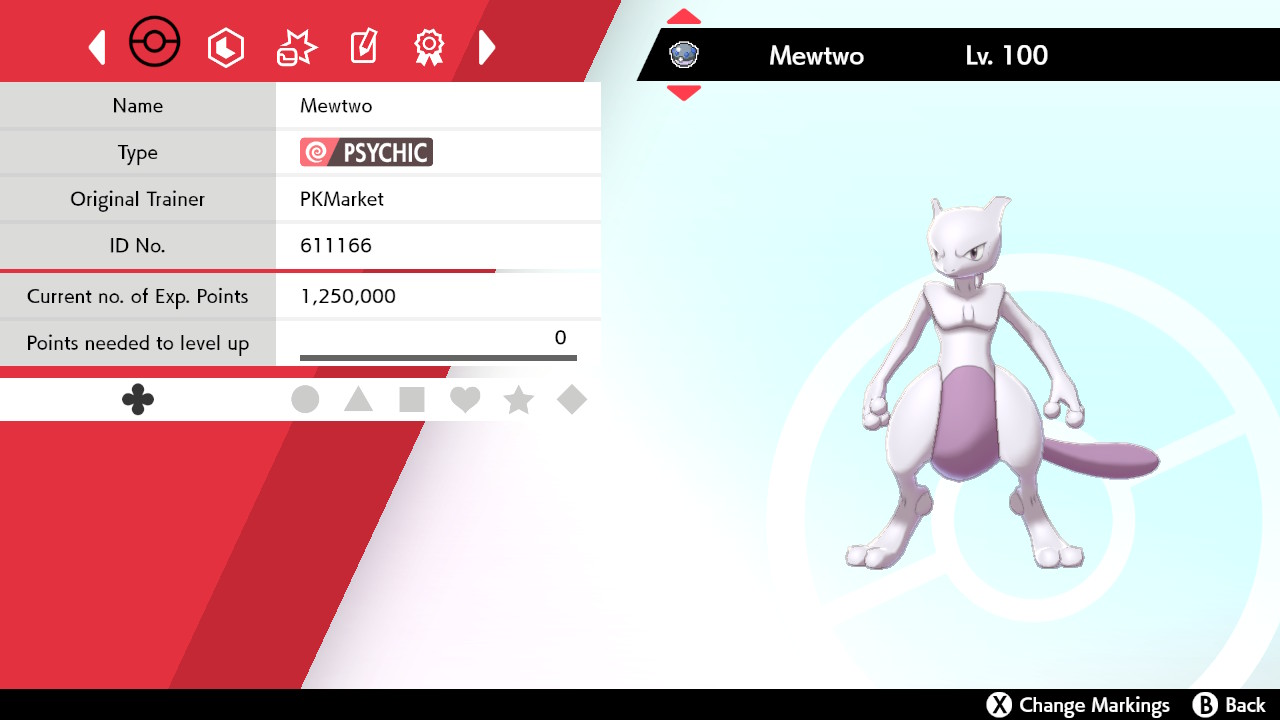 Mewtwo Lv. 100
Name Mewtwo
Type PSYCHIC
Original Trainer PKMarket
ID No. 611166
Current no. of Exp. Points 1,250,000
Points needed to level up 0
X Change Markings B Back